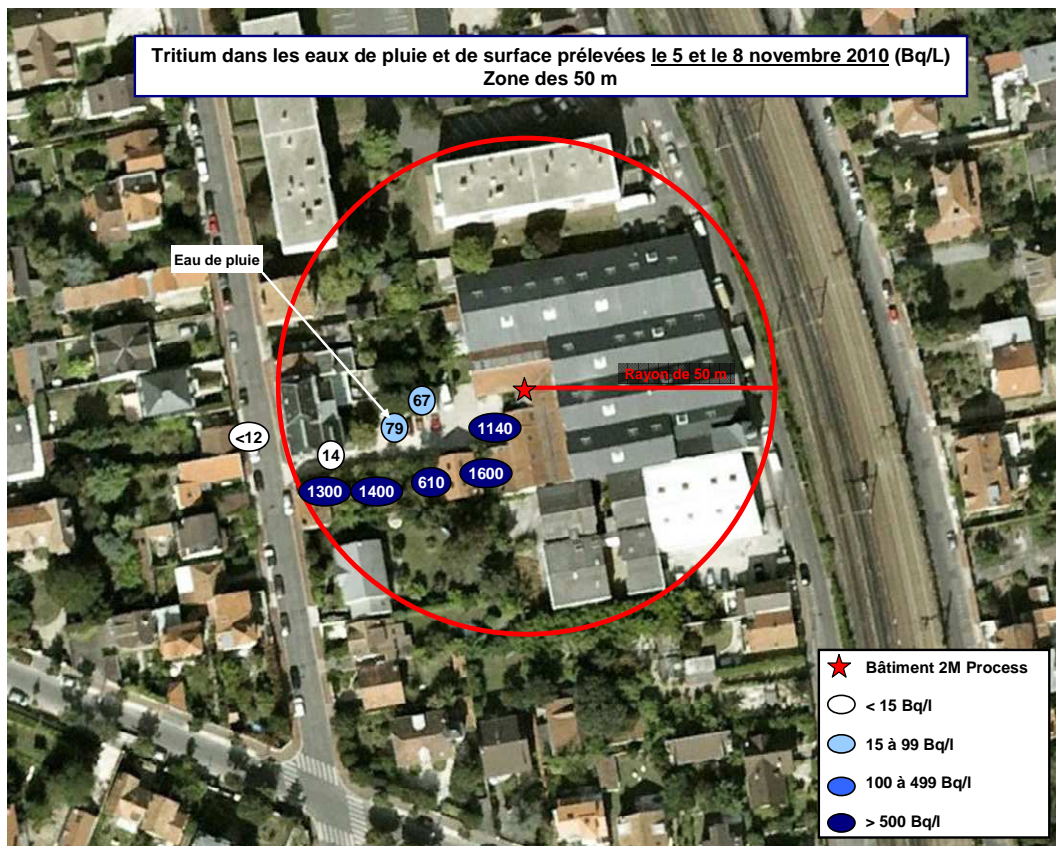 Tritium dans les eaux de pluie et de surface prélevées le 5 et le 8 novembre 2010 (Bq/L)
Zone des 50 m
Eau de pluie
Rayon de 50 m
67
79
1140
<12
14
1600
610
1300
1400
Bâtiment 2M Process
< 15 Bq/l
15 à 99 Bq/l
100 à 499 Bq/l
> 500 Bq/l